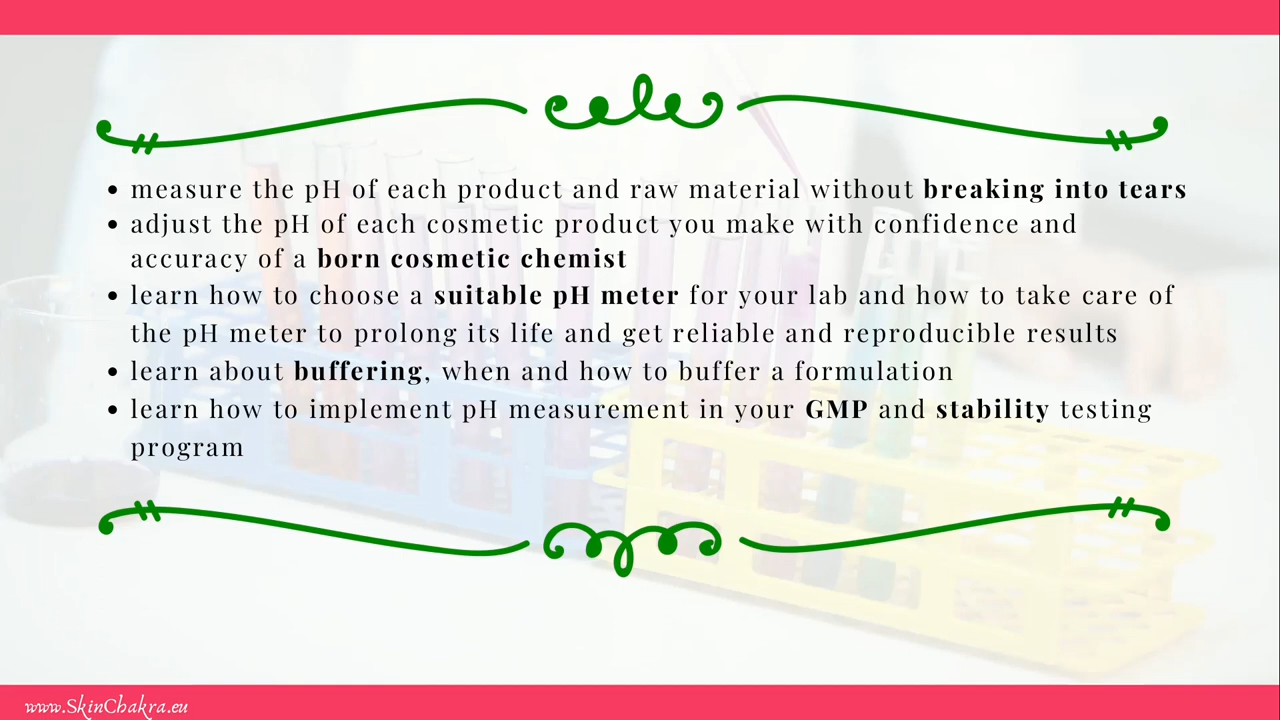 • measure the pH of each product and raw material without breaking into tears
• adjust the pH of each cosmetic product you make with confidence and
accuracy of a born cosmetic chemist
• learn how to choose a suitable pH meter for your lab and how to take care of
the pH meter to prolong its life and get reliable and reproducible results
• learn about buffering, when and how to buffer a formulation
• learn how to implement pH measurement in your GMP and stability testing
program
www.SkinChakra.eu